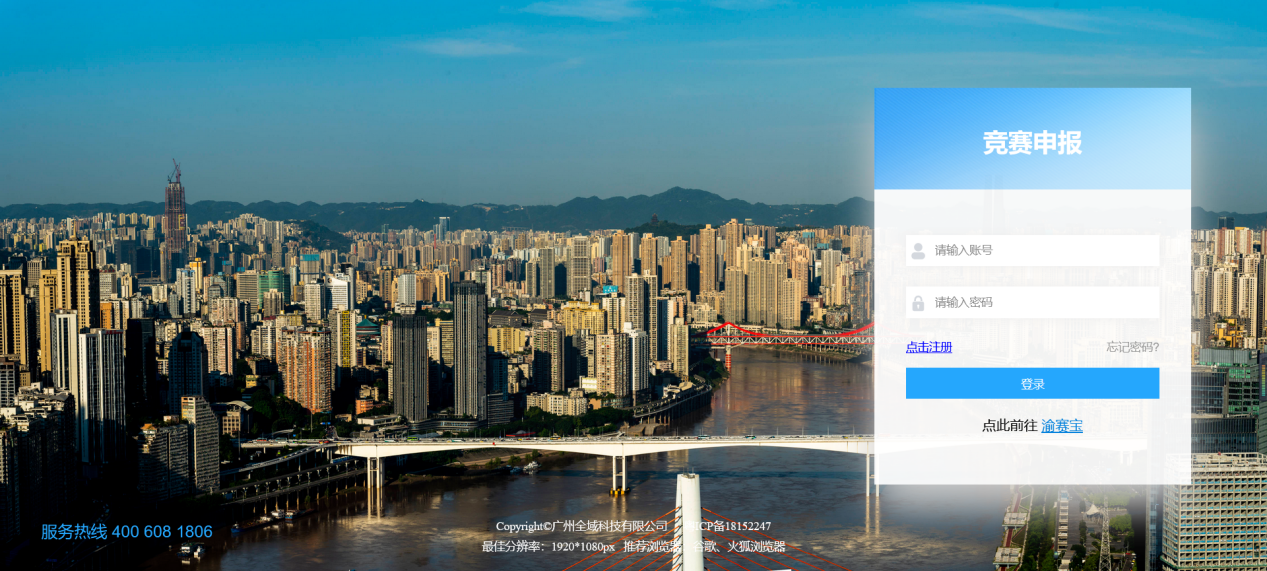 竞赛申报
请输入账号
请输入密码
点击注册 忘记密码?
登录
点此前往 渝赛宝
服务热线 400 608 1806
Copyright©广州全域科技有限公司 ICP备18152247
最佳分辨率：1920*1080px 推荐浏览器：谷歌、火狐浏览器